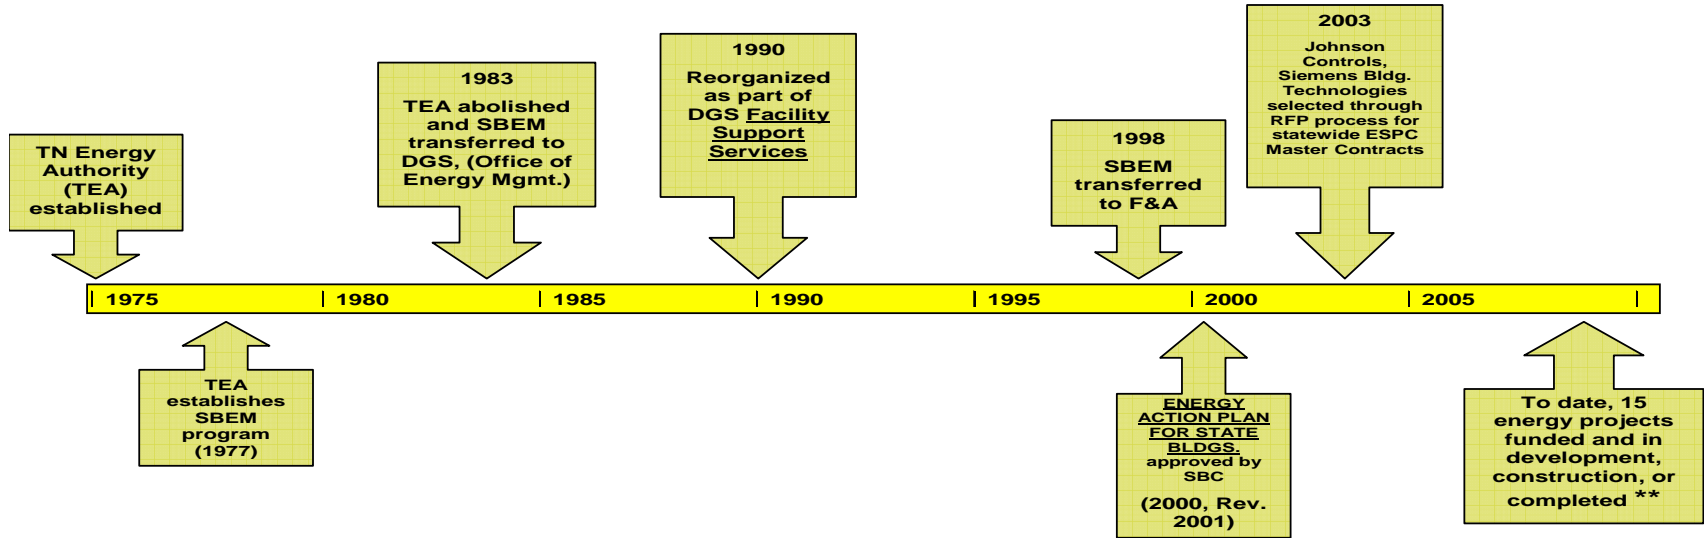 TN Energy
Authority
(TEA)
established
1983
TEA abolished
and SBEM
transferred to
DGS, (Office of
Energy Mgmt.)
1990
Reorganized
as part of
DGS Facility
Support
Services
1998
SBEM
transferred
to F&A
2003
Johnson
Controls,
Siemens Bldg.
Technologies
selected through
RFP process for
statewide ESPC
Master Contracts
| 1975 | 1980 | 1985 | 1990 | 1995 | 2000 | 2005 |
TEA
establishes
SBEM
program
(1977)
ENERGY
ACTION PLAN
FOR STATE
BLDGS.
approved by
SBC
(2000, Rev.
2001)
To date, 15
energy projects
funded and in
development,
construction, or
completed **